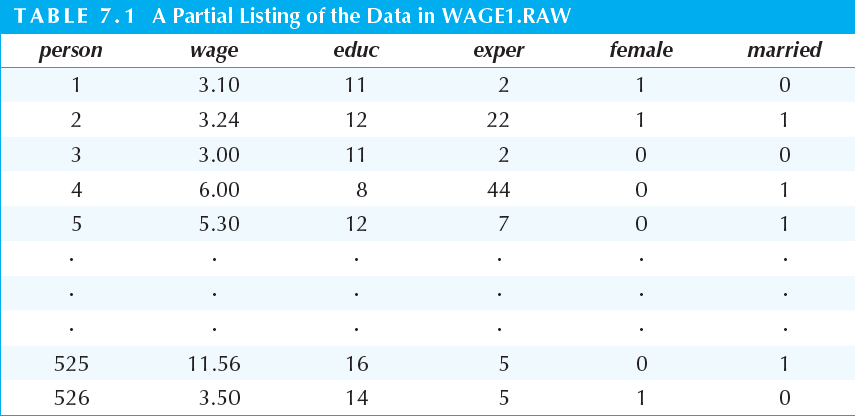 TABLE 7.1 A Partial Listing of the Data in WAGE1.RAW
person wage educ exper female married
1 3.10 11 2 1 0
2 3.24 12 22 1 1
3 3.00 11 2 0 0
4 6.00 8 44 0 1
5 5.30 12 7 0 1
. . . . . .
. . . . . .
. . . . . .
525 11.56 16 5 0 1
526 3.50 14 5 1 0